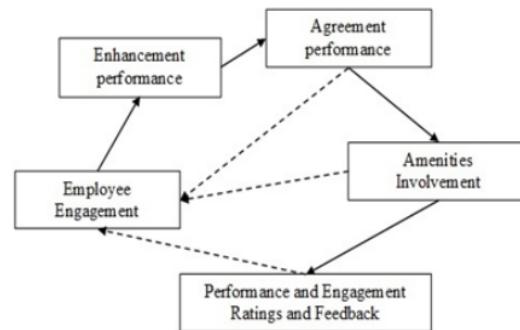 Agreement
performance
Enhancement
performance
Amenities
Involvement
Employee
Engagement
Performance and Engagement
Ratings and Feedback